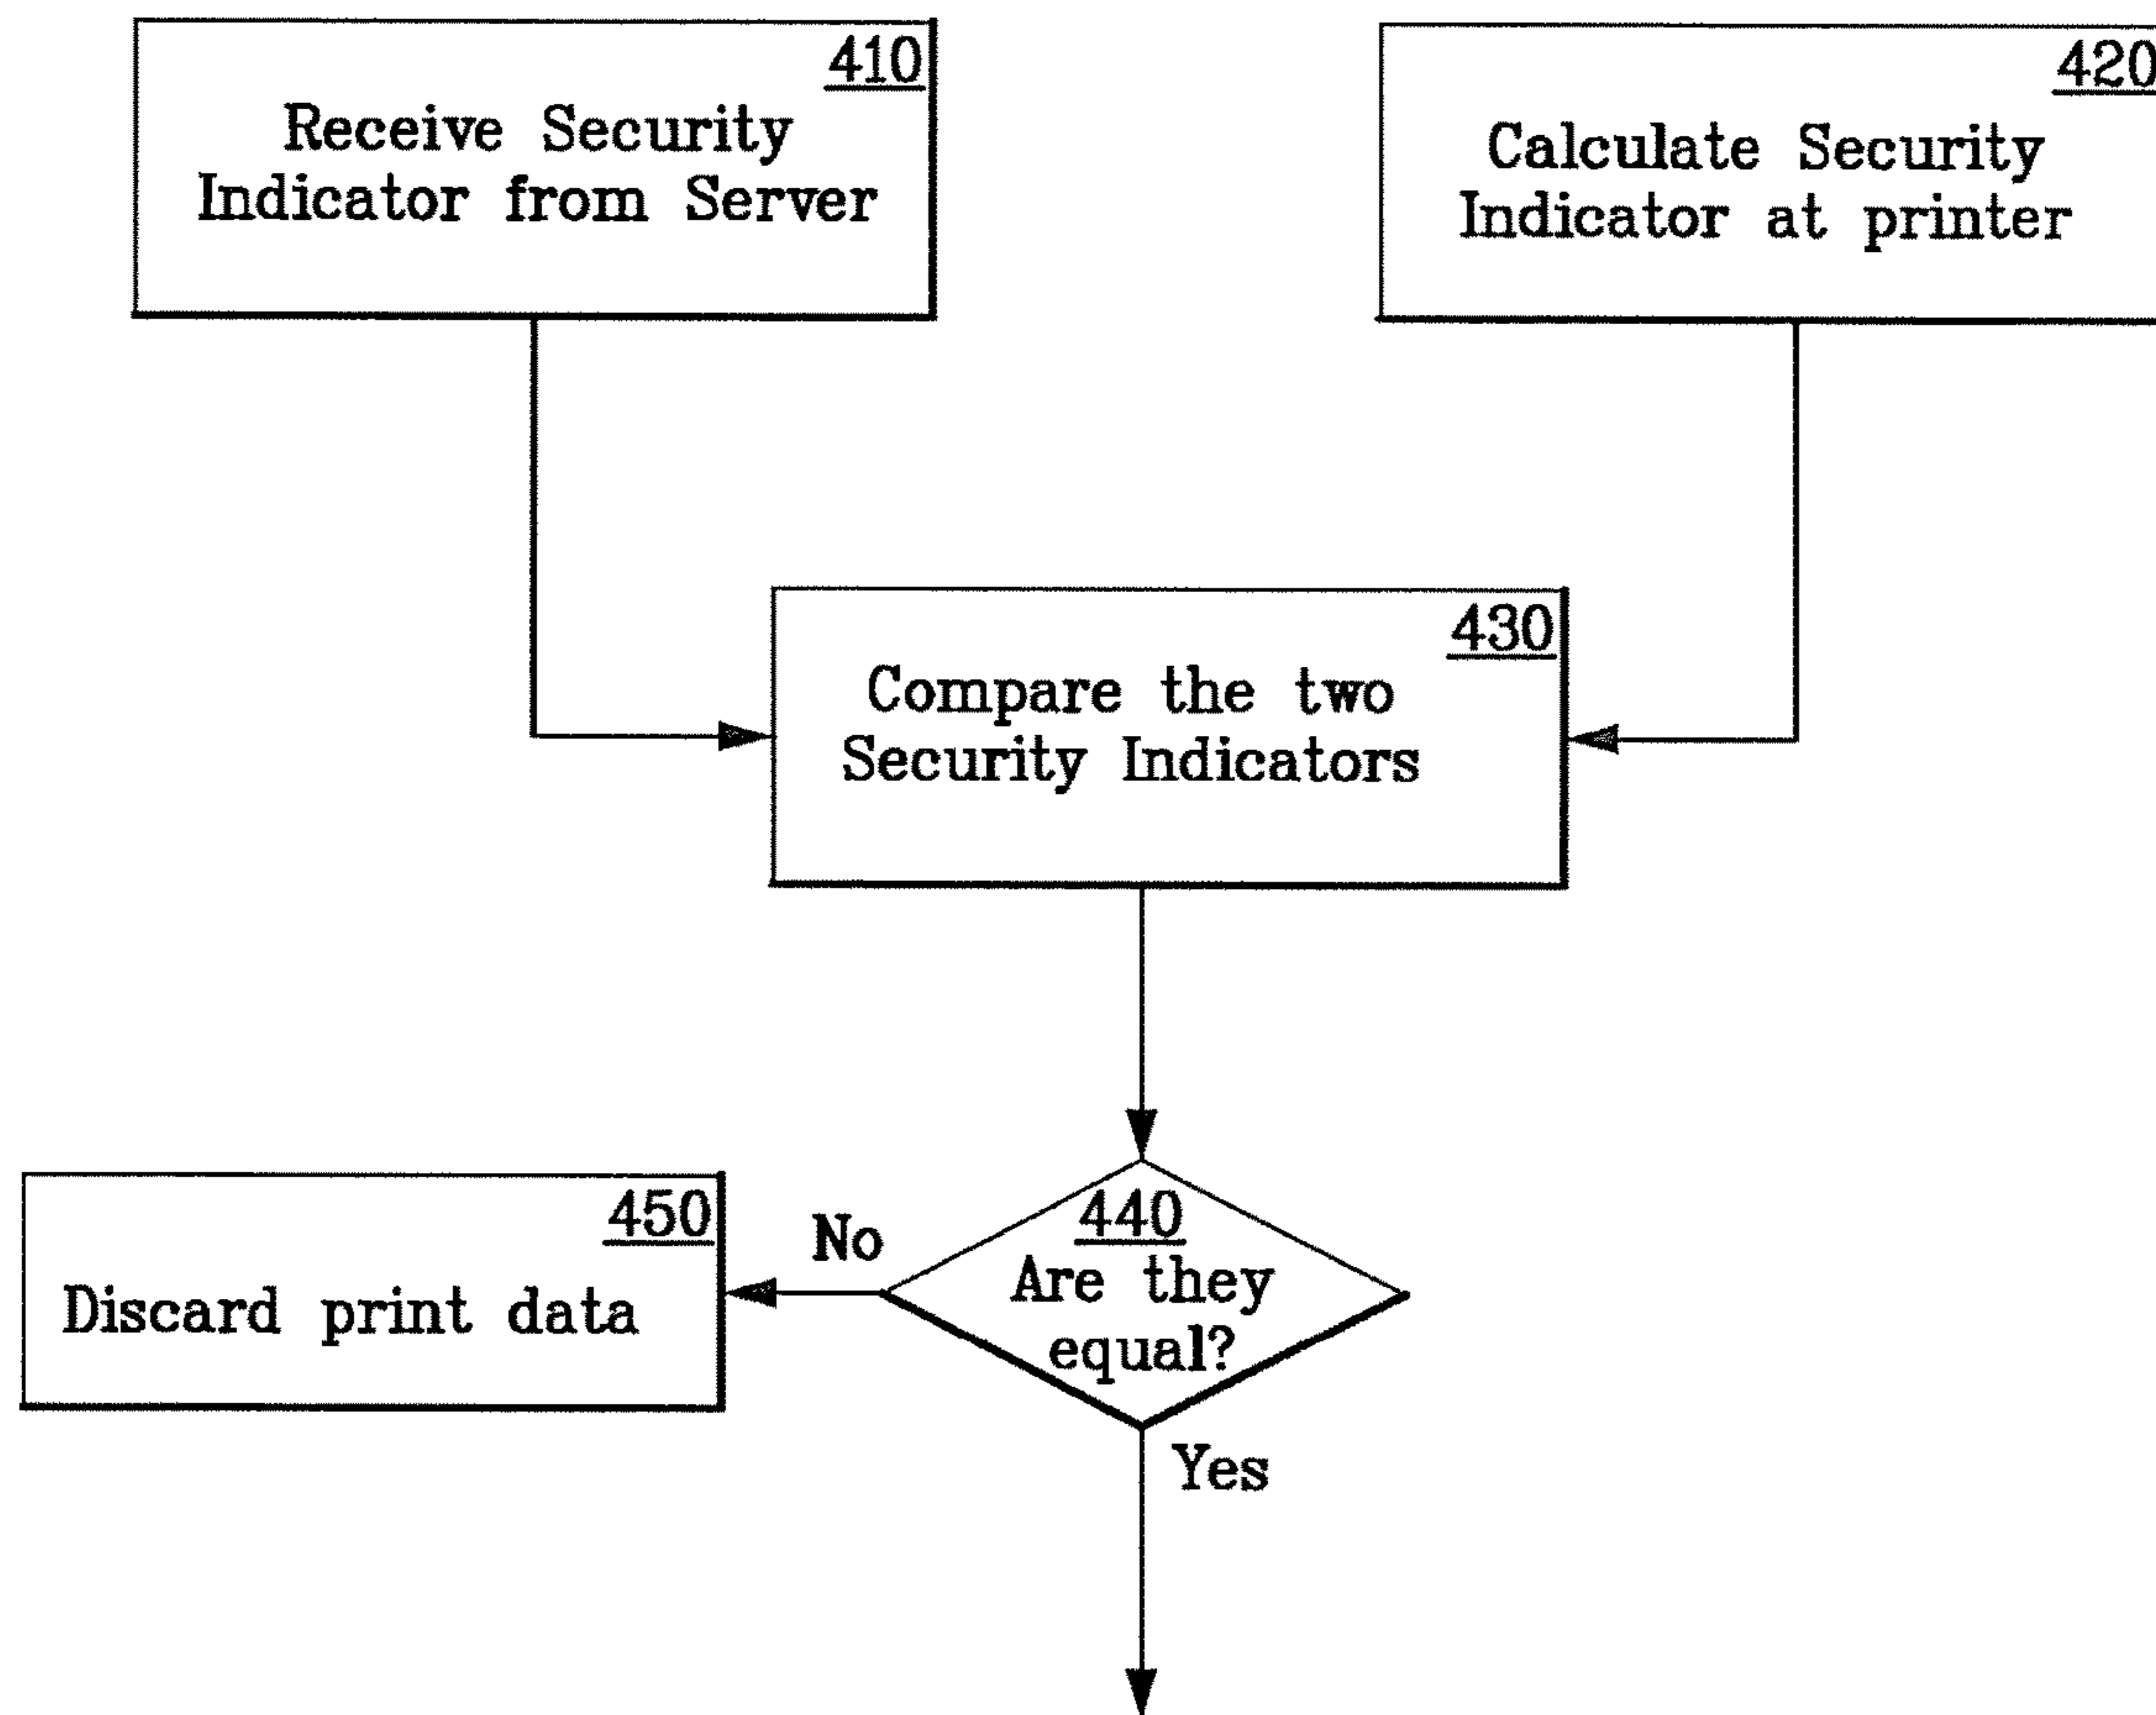 410
Receive Security
Indicator from Server
420
Calculate Security
Indicator at printer
430
Compare the two
Security Indicators
450
Discard print data
No
440
Are they
equal?
Yes